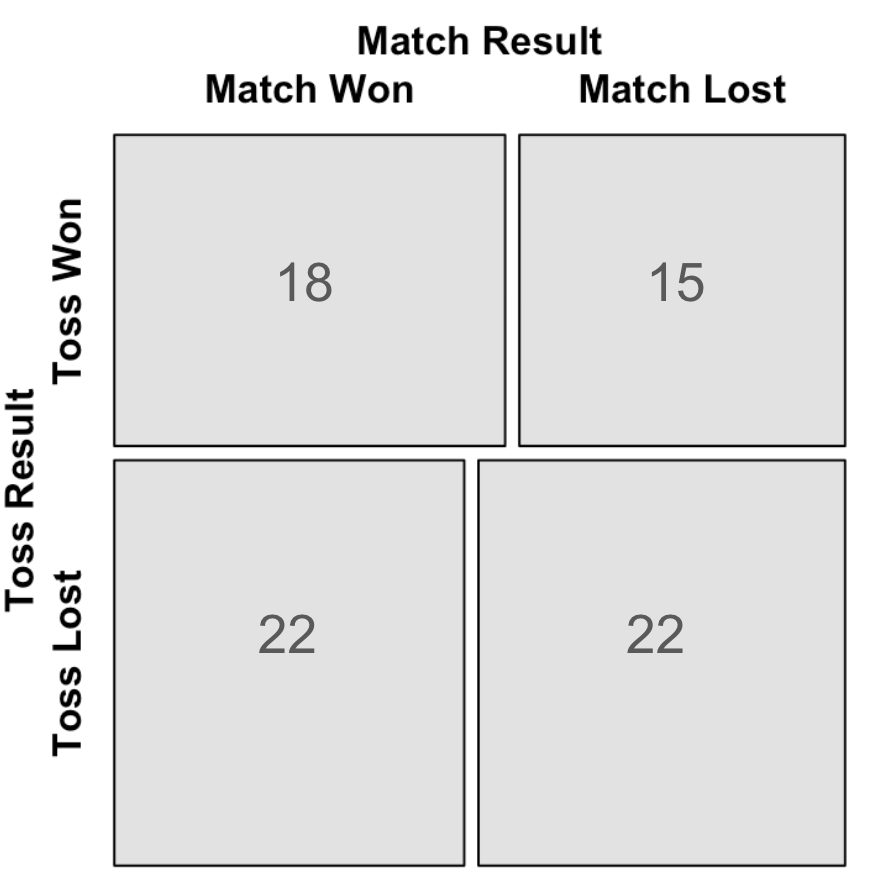 Match Result
Match Won Match Lost
Toss Result
Toss Won
18 15
Toss Lost
22 22